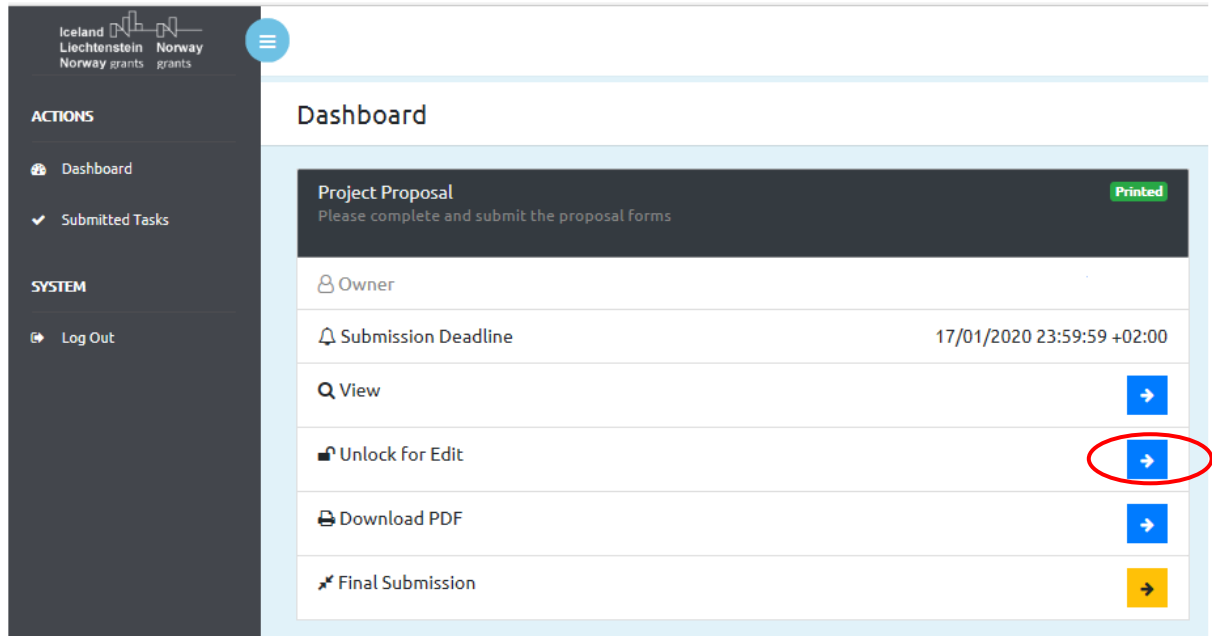 Iceland
Liechtenstein Norway
Norway grants grants
ACTIONS
Dashboard
Submitted Tasks
SYSTEM
Log Out
Dashboard
Project Proposal
Printed
Please complete and submit the proposal forms
Owner
Submission Deadline 17/01/2020 23:59:59 +02:00
View
Unlock for Edit
Download PDF
Final Submission